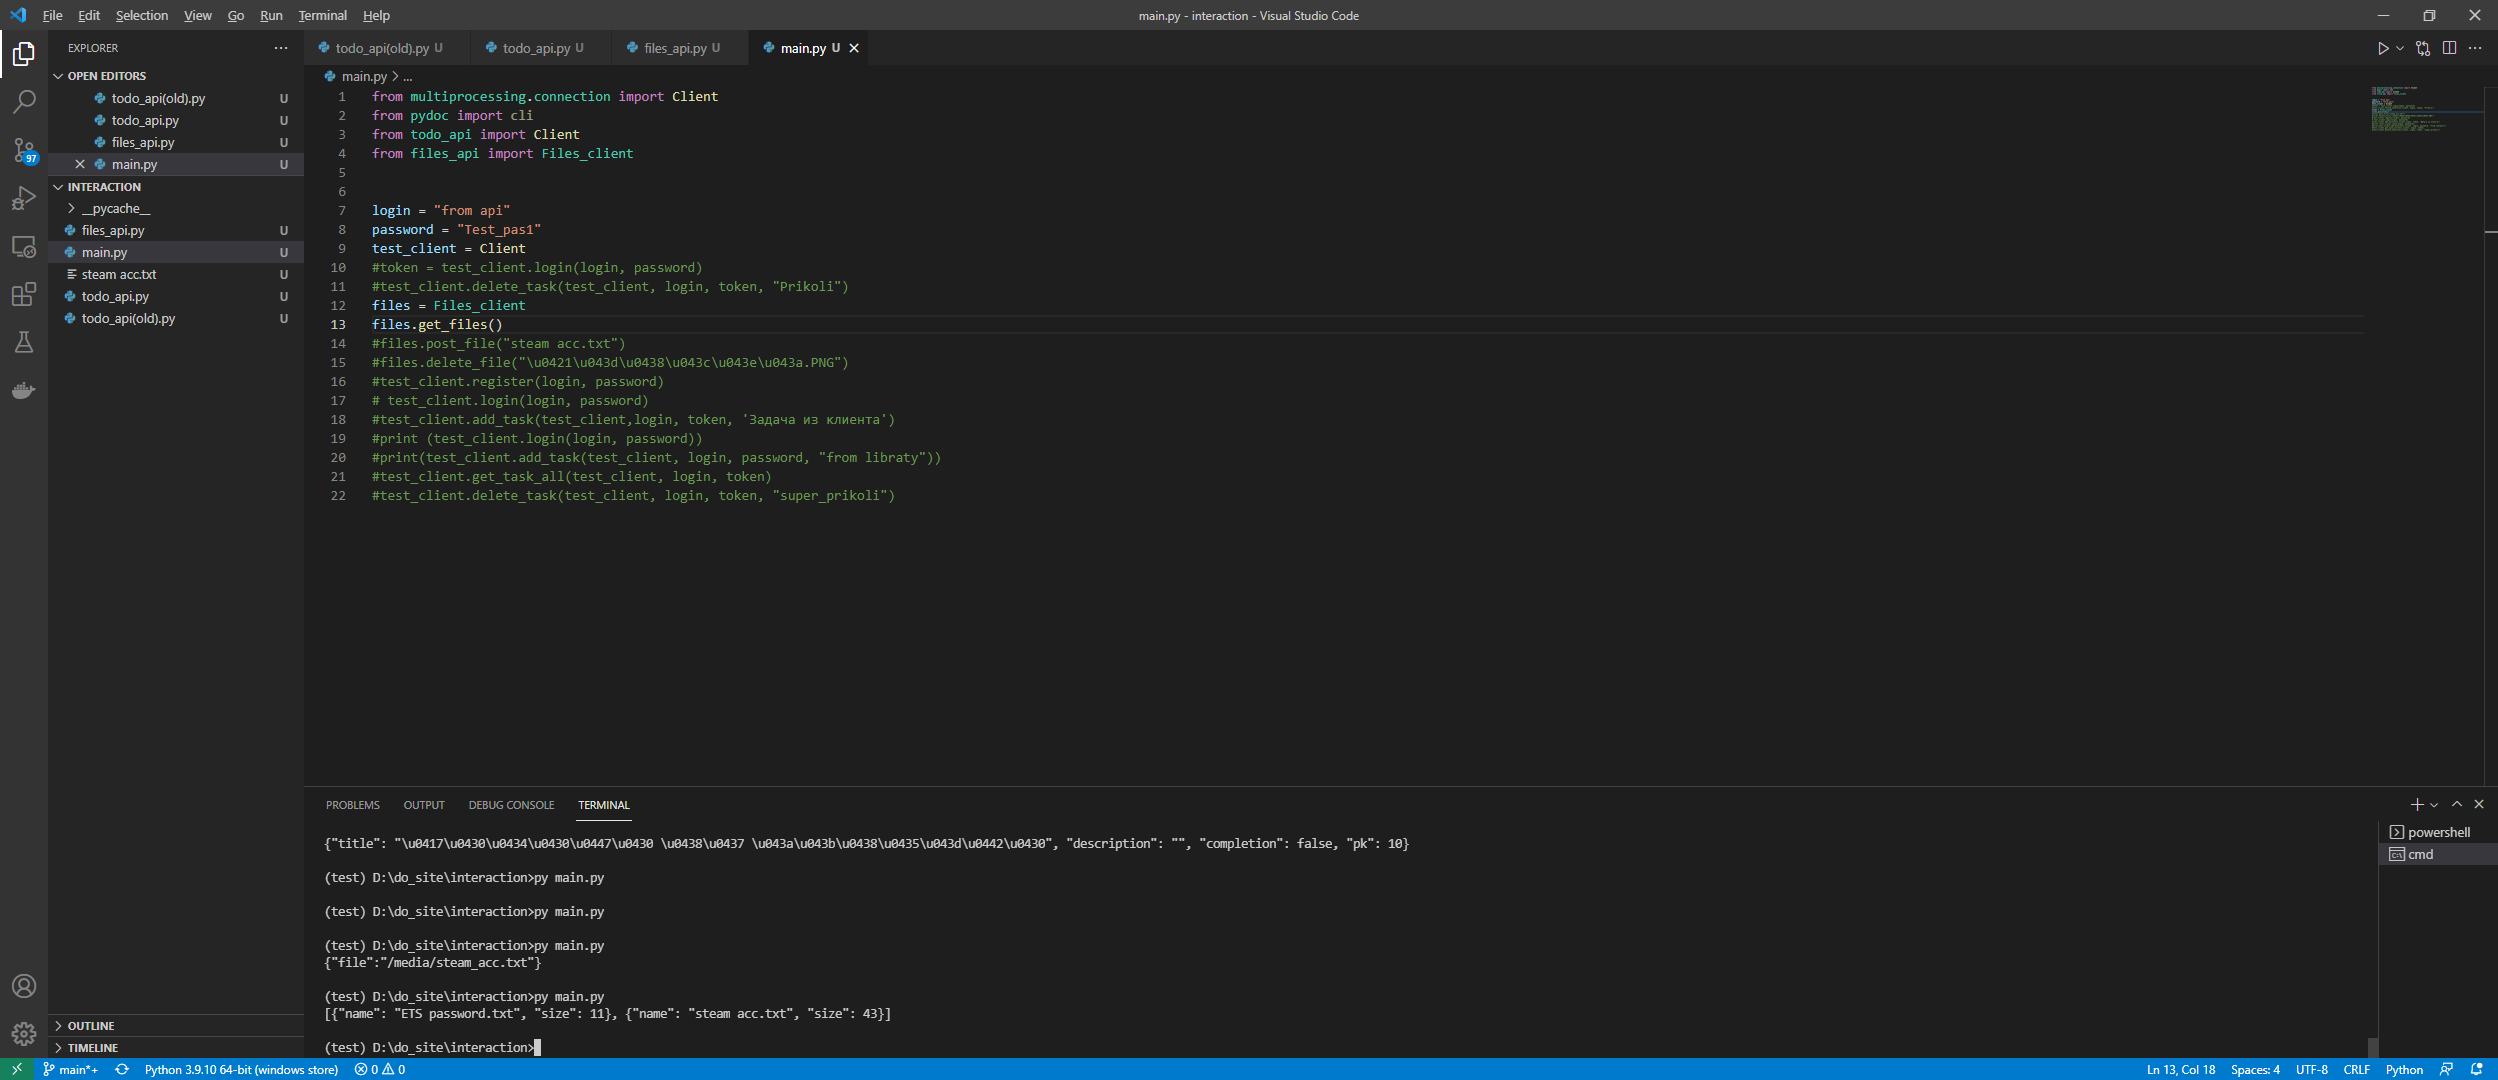 File Edit Selection View Go Run Terminal Help
main.py - interaction - Visual Studio Code
EXPLORER
OPEN EDITORS
todo_api(old).py U
todo_api.py U
files_api.py U
main.py U
INTERACTION
__pycache__
files_api.py U
main.py U
steam acc.txt U
todo_api.py U
todo_api(old).py U
OUTLINE
TIMELINE
97
todo_api(old).py U todo_api.py U files_api.py U main.py U
main.py > ...
1 from multiprocessing.connection import Client
2 from pydoc import cli
3 from todo_api import Client
4 from files_api import Files_client
5
6
7 login = "from api"
8 password = "Test_pas1"
9 test_client = Client
10 #token = test_client.login(login, password)
11 #test_client.delete_task(test_client, login, token, "Prikoli")
12 files = Files_client
13 files.get_files()
14 #files.post_file("steam acc.txt")
15 #files.delete_file("\u0421\u043d\u0438\u043c\u043e\u043a.PNG")
16 #test_client.register(login, password)
17 # test_client.login(login, password)
18 #test_client.add_task(test_client,login, token, 'Задача из клиента')
19 #print (test_client.login(login, password))
20 #print(test_client.add_task(test_client, login, password, "from libraty"))
21 #test_client.get_task_all(test_client, login, token)
22 #test_client.delete_task(test_client, login, token, "super_prikoli")
PROBLEMS OUTPUT DEBUG CONSOLE TERMINAL
{"title": "\u0417\u0430\u0434\u0430\u0447\u0430 \u0438\u0437 \u043a\u043b\u0438\u0435\u043d\u0442\u0430", "description": "", "completion": false, "pk": 10}
(test) D:\do_site\interaction>py main.py
(test) D:\do_site\interaction>py main.py
(test) D:\do_site\interaction>py main.py
{"file":"/media/steam_acc.txt"}
(test) D:\do_site\interaction>py main.py
[{"name": "ETS password.txt", "size": 11}, {"name": "steam acc.txt", "size": 43}]
(test) D:\do_site\interaction>
powershell
cmd
main*+ Python 3.9.10 64-bit (windows store) 0 0 Ln 13, Col 18 Spaces: 4 UTF-8 CRLF Python